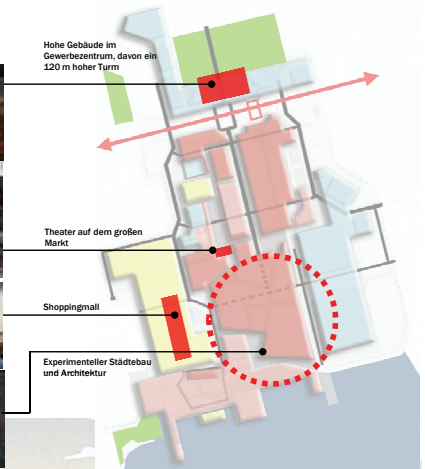 Hohe Gebäude im
Gewerbezentrum, davon ein
120 m hoher Turm
Theater auf dem großen
Markt
Shoppingmall
Experimenteller Städtebau
und Architektur